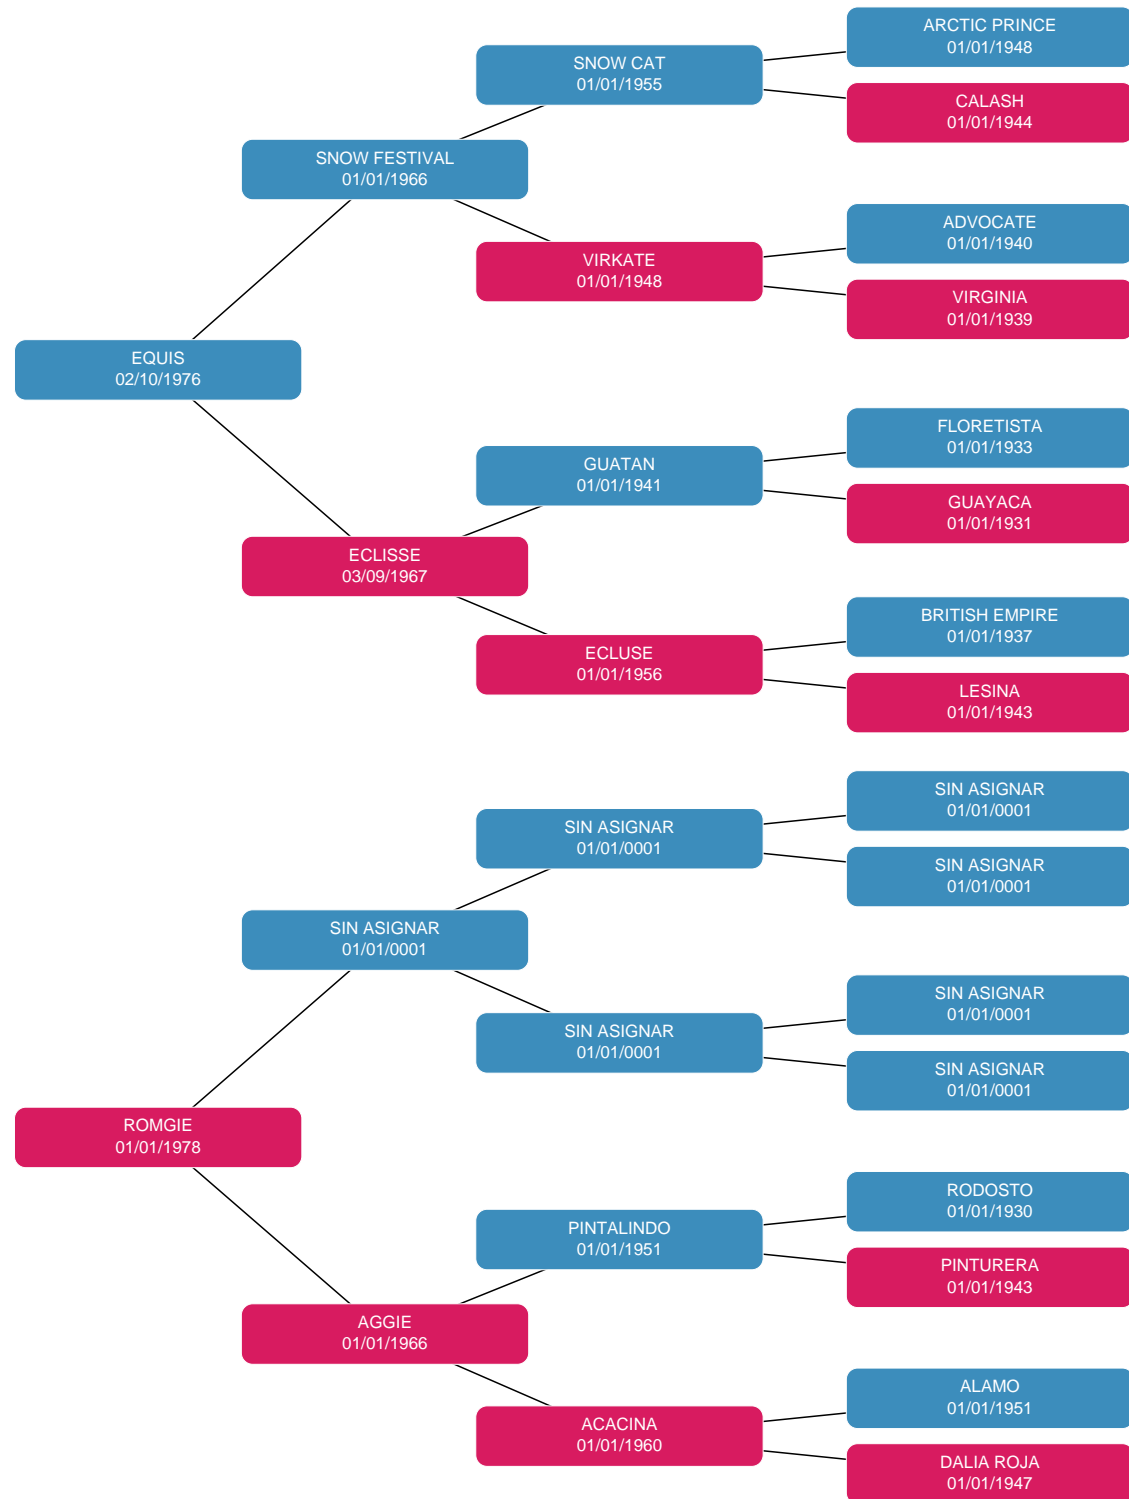 ARCTIC PRINCE
01/01/1948
SNOW CAT
01/01/1955
CALASH
01/01/1944
SNOW FESTIVAL
01/01/1966
ADVOCATE
01/01/1940
VIRKATE
01/01/1948
VIRGINIA
01/01/1939
EQUIS
02/10/1976
FLORETISTA
01/01/1933
GUATAN
01/01/1941
GUAYACA
01/01/1931
ECLISSE
03/09/1967
BRITISH EMPIRE
01/01/1937
ECLUSE
01/01/1956
LESINA
01/01/1943
SIN ASIGNAR
01/01/0001
SIN ASIGNAR
01/01/0001
SIN ASIGNAR
01/01/0001
SIN ASIGNAR
01/01/0001
SIN ASIGNAR
01/01/0001
SIN ASIGNAR
01/01/0001
SIN ASIGNAR
01/01/0001
ROMGIE
01/01/1978
RODOSTO
01/01/1930
PINTALINDO
01/01/1951
PINTURERA
01/01/1943
AGGIE
01/01/1966
ALAMO
01/01/1951
ACACINA
01/01/1960
DALIA ROJA
01/01/1947